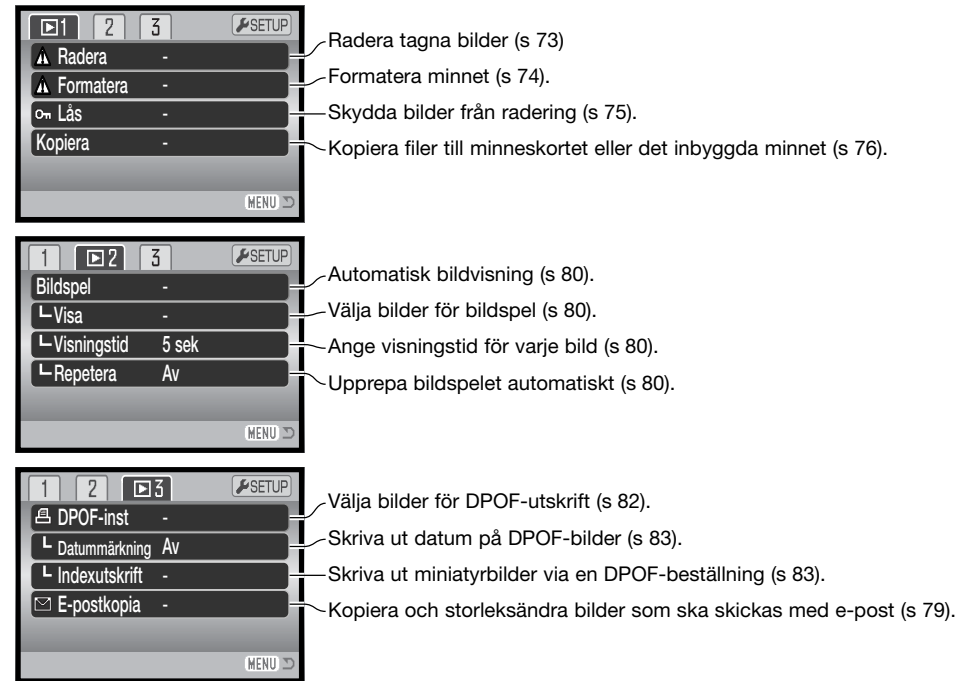 1 2 3 SETUP
Radera - Radera tagna bilder (s 73)
Formatera - Formatera minnet (s 74).
Lås - Skydda bilder från radering (s 75).
Kopiera - Kopiera filer till minneskortet eller det inbyggda minnet (s 76).
MENU
1 2 3 SETUP
Bildspel - Automatisk bildvisning (s 80).
Visa - Välja bilder för bildspel (s 80).
Visningstid 5 sek Ange visningstid för varje bild (s 80).
Repetera Av Upprepa bildspelet automatiskt (s 80).
MENU
1 2 3 SETUP
DPOF-inst - Välja bilder för DPOF-utskrift (s 82).
Datummärkning Av Skriva ut datum på DPOF-bilder (s 83).
Indexutskrift - Skriva ut miniatyrbilder via en DPOF-beställning (s 83).
E-postkopia - Kopiera och storleksändra bilder som ska skickas med e-post (s 79).
MENU